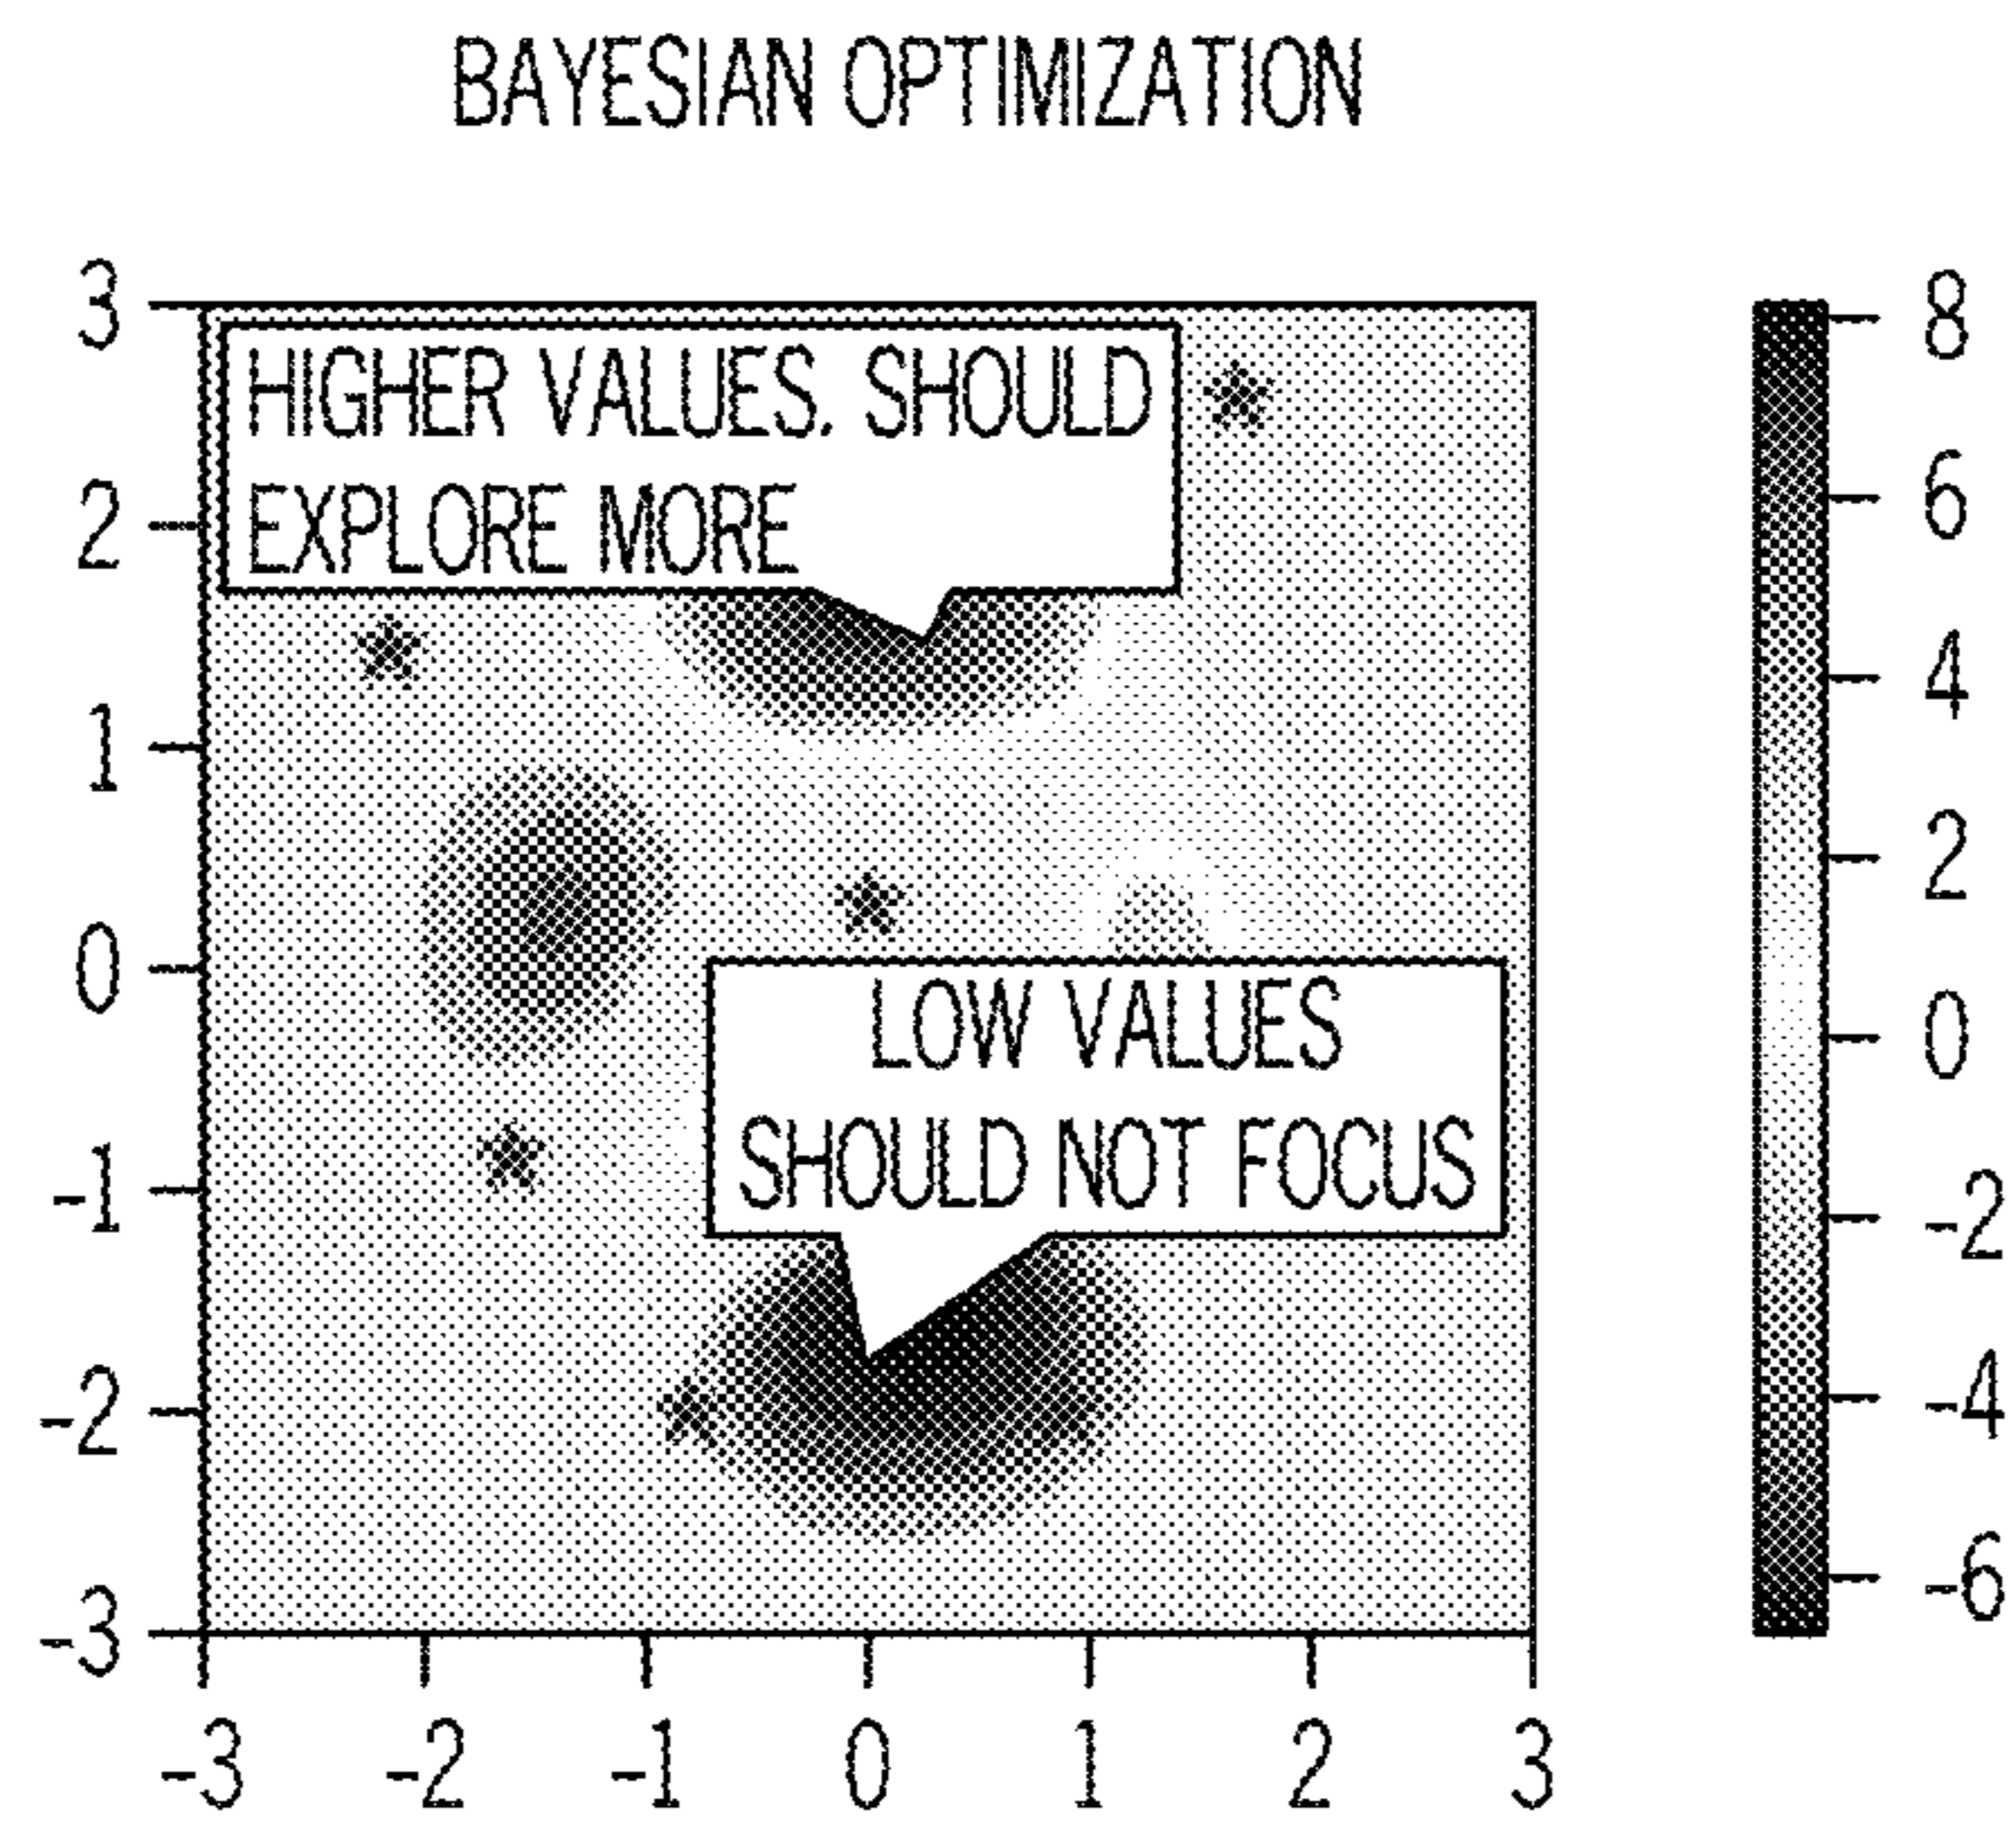 BAYESIAN OPTIMIZATION
HIGHER VALUES. SHOULD
EXPLORE MORE
LOW VALUES
SHOULD NOT FOCUS
3
2
1
0
-1
-2
-3
-3 -2 -1 0 1 2 3
8
6
4
2
0
-2
-4
-6